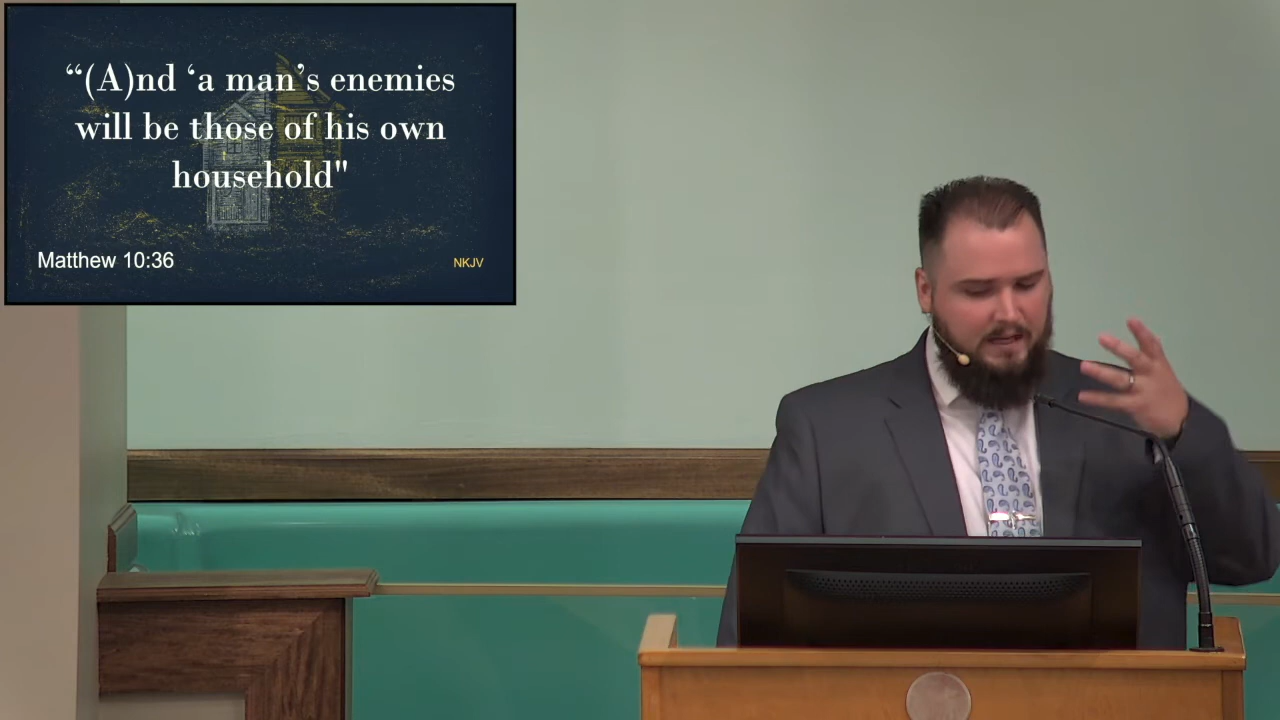 “(A)nd ‘a man’s enemies
will be those of his own
household"
Matthew 10:36
NKJV